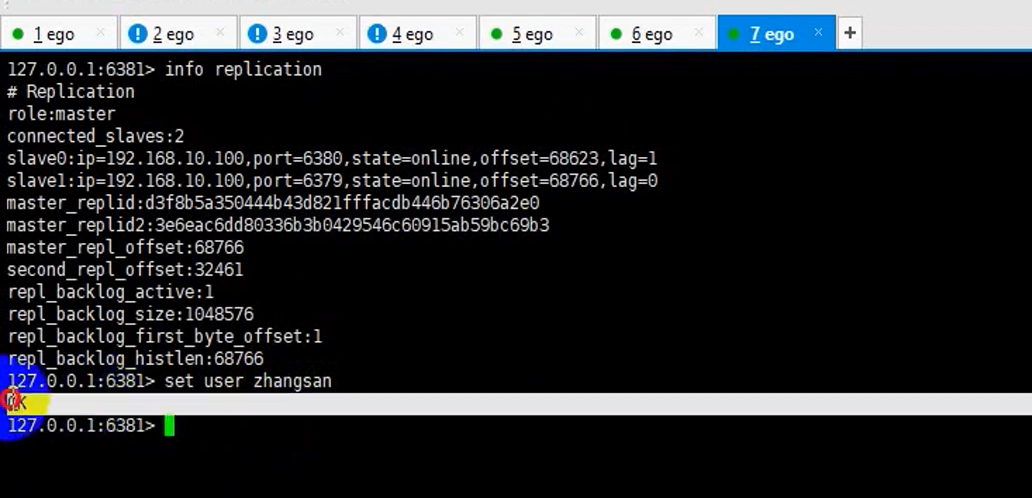 1 ego
2 ego
3 ego
4 ego
5 ego
6 ego
7 ego
127.0.0.1:6381> info replication
# Replication
role:master
connected_slaves:2
slave0:ip=192.168.10.100,port=6380,state=online,offset=68623,lag=1
slave1:ip=192.168.10.100,port=6379,state=online,offset=68766,lag=0
master_replid:d3f8b5a350444b43d821fffacdb446b76306a2e0
master_replid2:3e6eac6dd80336b3b0429546c60915ab59bc69b3
master_repl_offset:68766
second_repl_offset:32461
repl_backlog_active:1
repl_backlog_size:1048576
repl_backlog_first_byte_offset:1
repl_backlog_histlen:68766
127.0.0.1:6381> set user zhangsan
OK
127.0.0.1:6381>